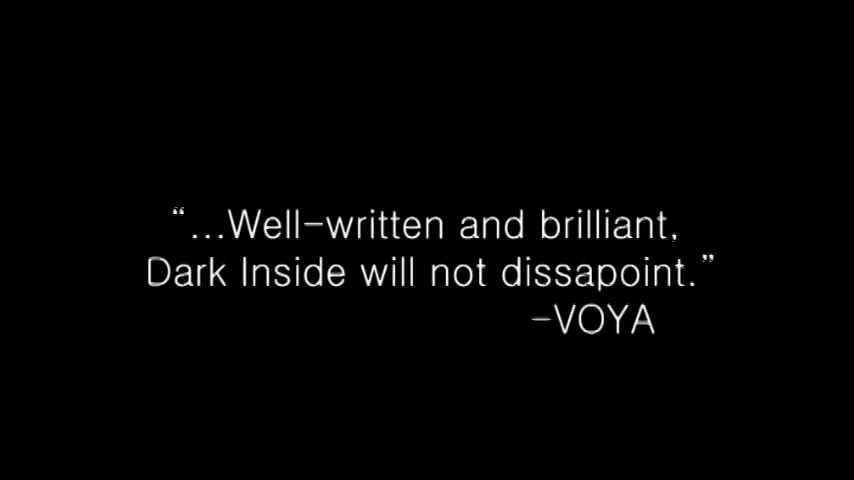 “...Well-written and brilliant,
Dark Inside will not dissapoint.”
-VOYA